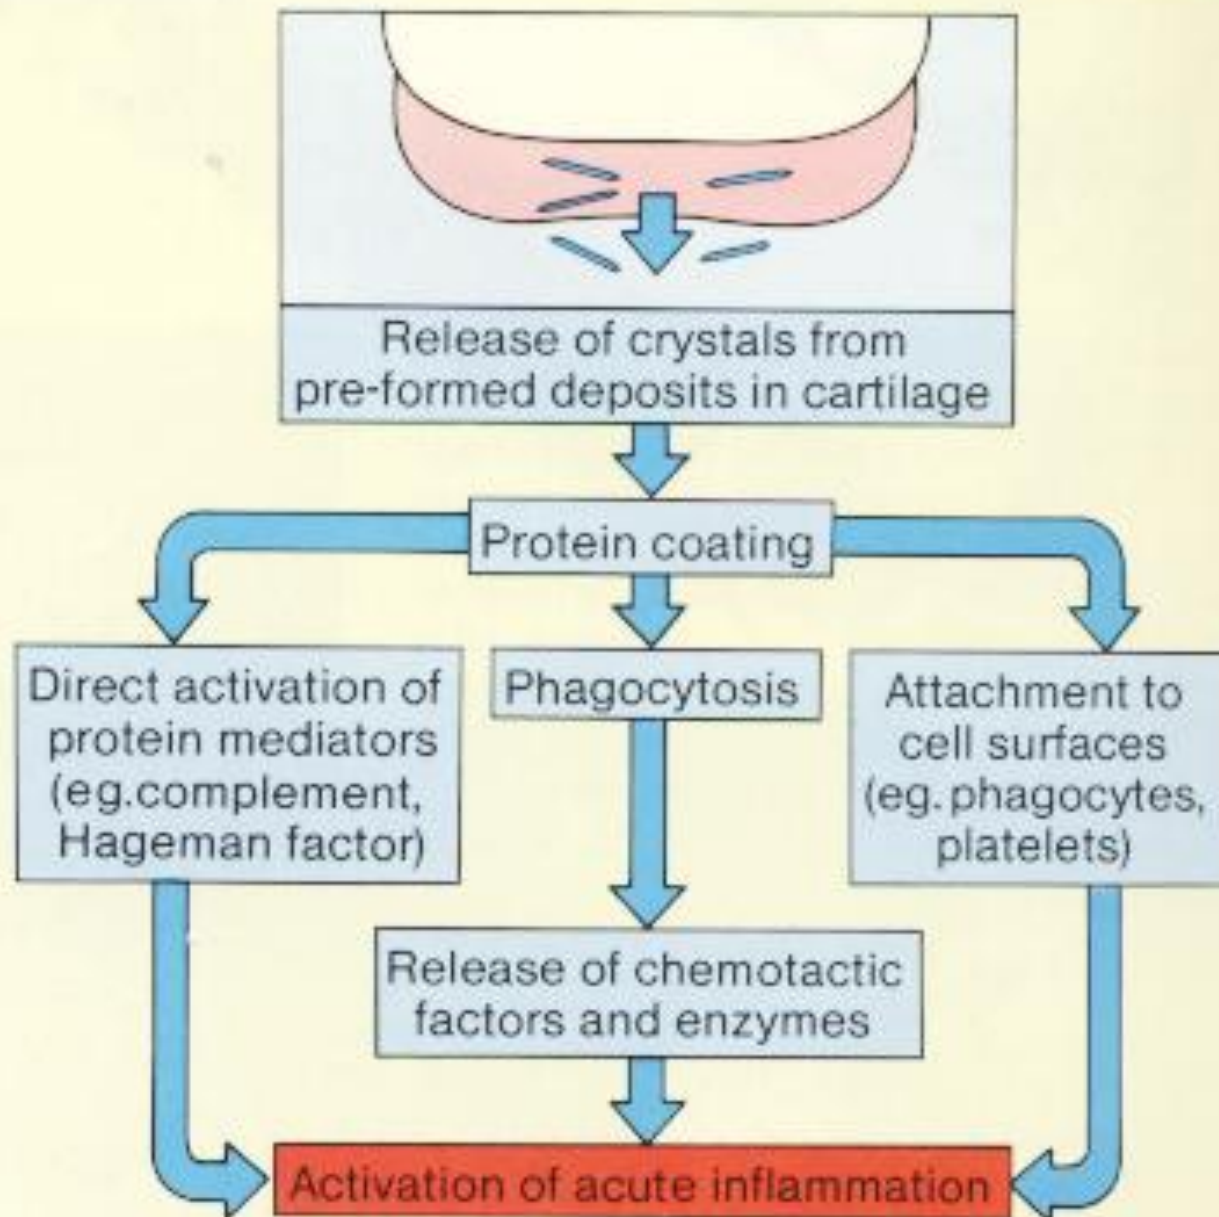 Release of crystals from
pre-formed deposits in cartilage
Protein coating
Direct activation of
protein mediators
(eg.complement,
Hageman factor)
Phagocytosis
Attachment to
cell surfaces
(eg. phagocytes,
platelets)
Release of chemotactic
factors and enzymes
Activation of acute inflammation